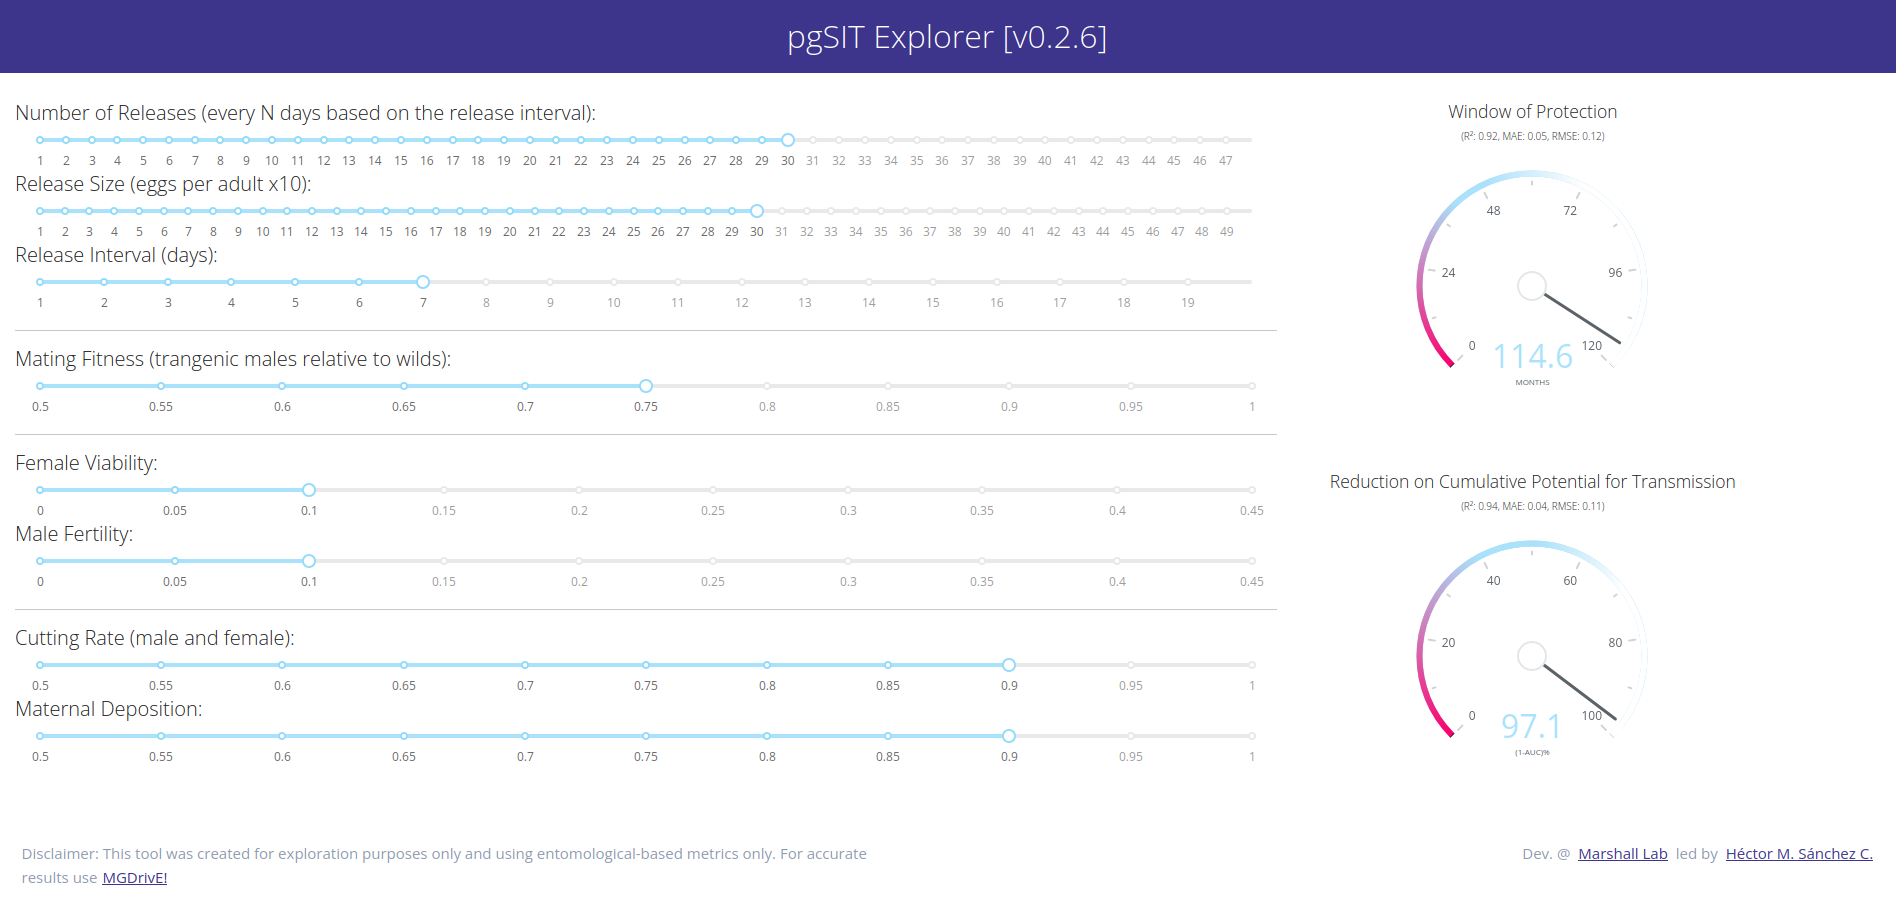 pgSIT Explorer [v0.2.6]
Number of Releases (every N days based on the release interval):
1 2 3 4 5 6 7 8 9 10 11 12 13 14 15 16 17 18 19 20 21 22 23 24 25 26 27 28 29 30 31 32 33 34 35 36 37 38 39 40 41 42 43 44 45 46 47
Release Size (eggs per adult x10):
1 2 3 4 5 6 7 8 9 10 11 12 13 14 15 16 17 18 19 20 21 22 23 24 25 26 27 28 29 30 31 32 33 34 35 36 37 38 39 40 41 42 43 44 45 46 47 48 49
Release Interval (days):
1 2 3 4 5 6 7 8 9 10 11 12 13 14 15 16 17 18 19
Mating Fitness (trangenic males relative to wilds):
0.5 0.55 0.6 0.65 0.7 0.75 0.8 0.85 0.9 0.95 1
Female Viability:
0 0.05 0.1 0.15 0.2 0.25 0.3 0.35 0.4 0.45
Male Fertility:
0 0.05 0.1 0.15 0.2 0.25 0.3 0.35 0.4 0.45
Cutting Rate (male and female):
0.5 0.55 0.6 0.65 0.7 0.75 0.8 0.85 0.9 0.95 1
Maternal Deposition:
0.5 0.55 0.6 0.65 0.7 0.75 0.8 0.85 0.9 0.95 1
Window of Protection
(R²: 0.92, MAE: 0.05, RMSE: 0.12)
48 72
24 96
0 114.6 120
MONTHS
Reduction on Cumulative Potential for Transmission
(R²: 0.94, MAE: 0.04, RMSE: 0.11)
40 60
20 80
0 97.1 100
(1-AUC)%
Disclaimer: This tool was created for exploration purposes only and using entomological-based metrics only. For accurate
results use MGDrivE!
Dev. @ Marshall Lab led by Héctor M. Sánchez C.